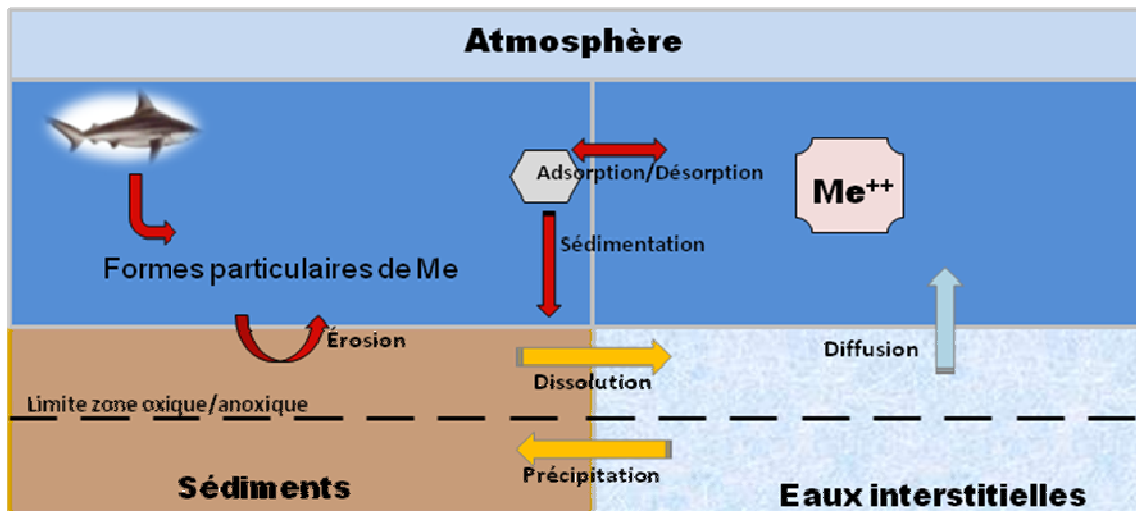 Atmosphère
Adsorption/Désorption
Me++
Sédimentation
Formes particulaires de Me
Érosion
Diffusion
Dissolution
Limite zone oxique/anoxique
Précipitation
Sédiments
Eaux interstitielles